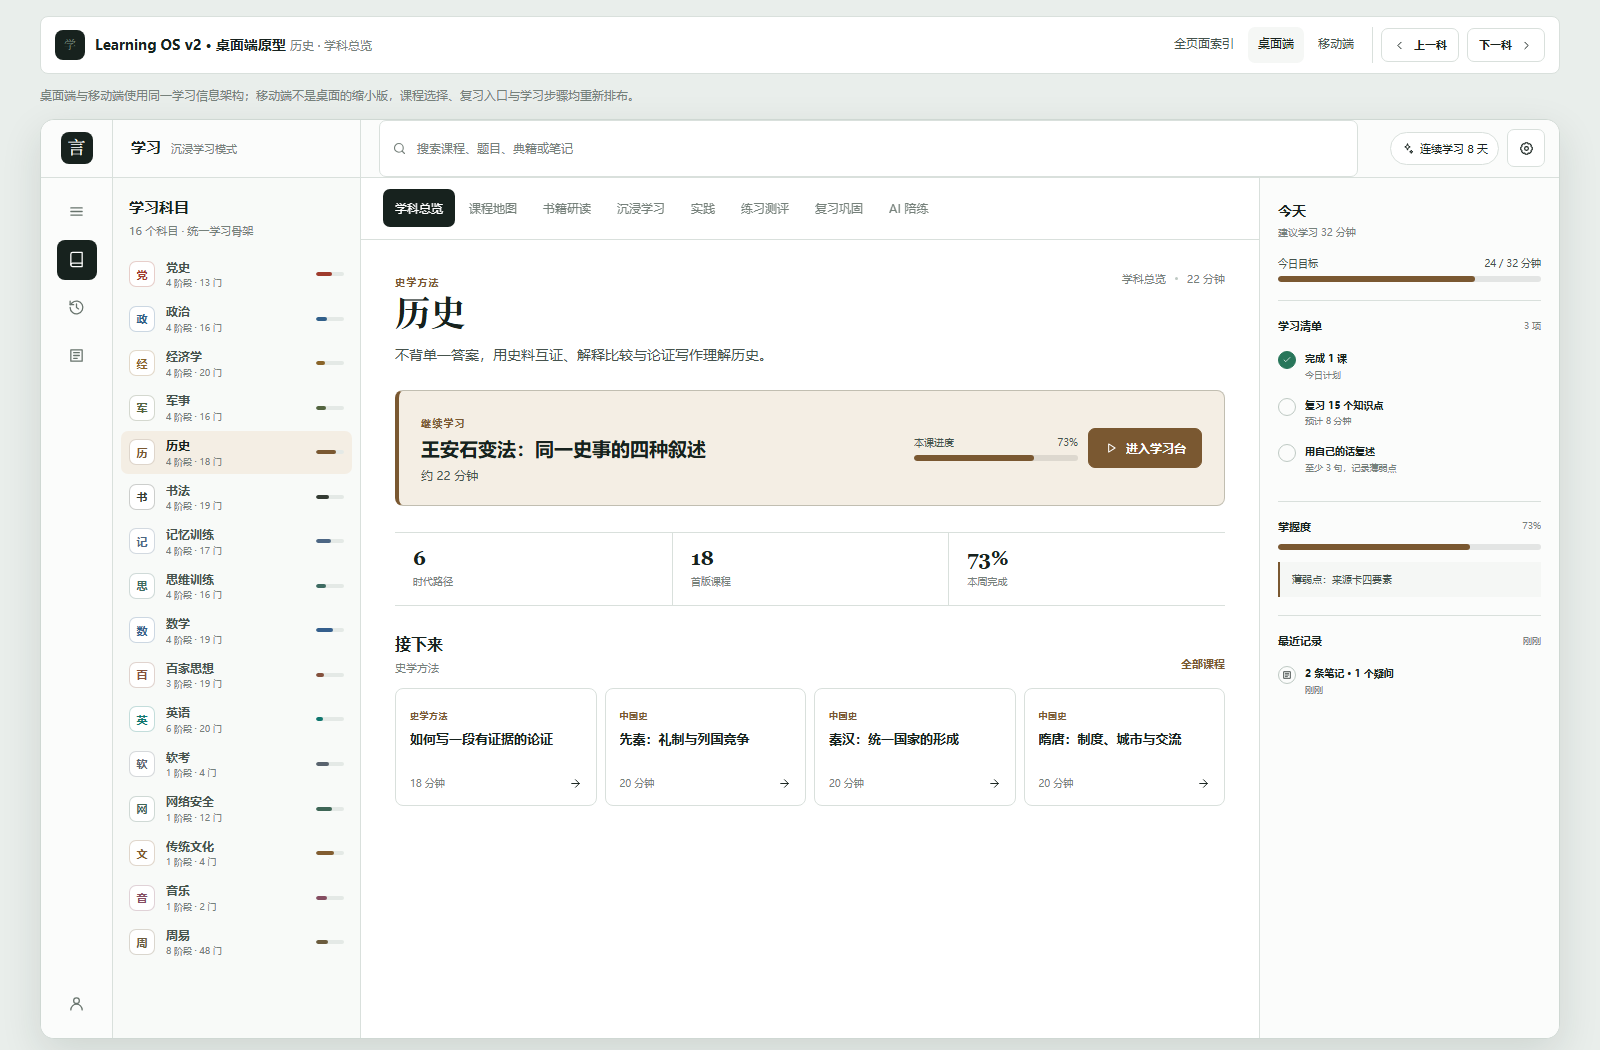 学 Learning OS v2 • 桌面端原型 历史 · 学科总览 全页面索引 桌面端 移动端 上一科 下一科
桌面端与移动端使用同一学习信息架构；移动端不是桌面的缩小版，课程选择、复习入口与学习步骤均重新排布。
言 学习 沉浸学习模式 搜索课程、题目、典籍或笔记 连续学习 8 天
学习科目
16 个科目 · 统一学习骨架
党 党史
4 阶段 · 13 门
政 政治
4 阶段 · 16 门
经 经济学
4 阶段 · 20 门
军 军事
4 阶段 · 16 门
历 历史
4 阶段 · 18 门
书 书法
4 阶段 · 19 门
记 记忆训练
4 阶段 · 17 门
思 思维训练
4 阶段 · 16 门
数 数学
4 阶段 · 19 门
百 百家思想
3 阶段 · 19 门
英 英语
6 阶段 · 20 门
软 软考
1 阶段 · 4 门
网 网络安全
1 阶段 · 12 门
文 传统文化
1 阶段 · 4 门
音 音乐
1 阶段 · 2 门
周 周易
8 阶段 · 48 门
学科总览 课程地图 书籍研读 沉浸学习 实践 练习测评 复习巩固 AI 陪练
史学方法
学科总览 • 22 分钟
历史
不背单一答案，用史料互证、解释比较与论证写作理解历史。
继续学习
王安石变法：同一史事的四种叙述
约 22 分钟
本课进度 73%
进入学习台
6
时代路径
18
首版课程
73%
本周完成
接下来
史学方法
全部课程
史学方法
如何写一段有证据的论证
18 分钟
中国史
先秦：礼制与列国竞争
20 分钟
中国史
秦汉：统一国家的形成
20 分钟
中国史
隋唐：制度、城市与交流
20 分钟
今天
建议学习 32 分钟
今日目标 24 / 32 分钟
学习清单 3 项
完成 1 课
今日计划
复习 15 个知识点
预计 8 分钟
用自己的话复述
至少 3 句，记录薄弱点
掌握度 73%
薄弱点：来源卡四要素
最近记录 刚刚
2 条笔记 • 1 个疑问
刚刚